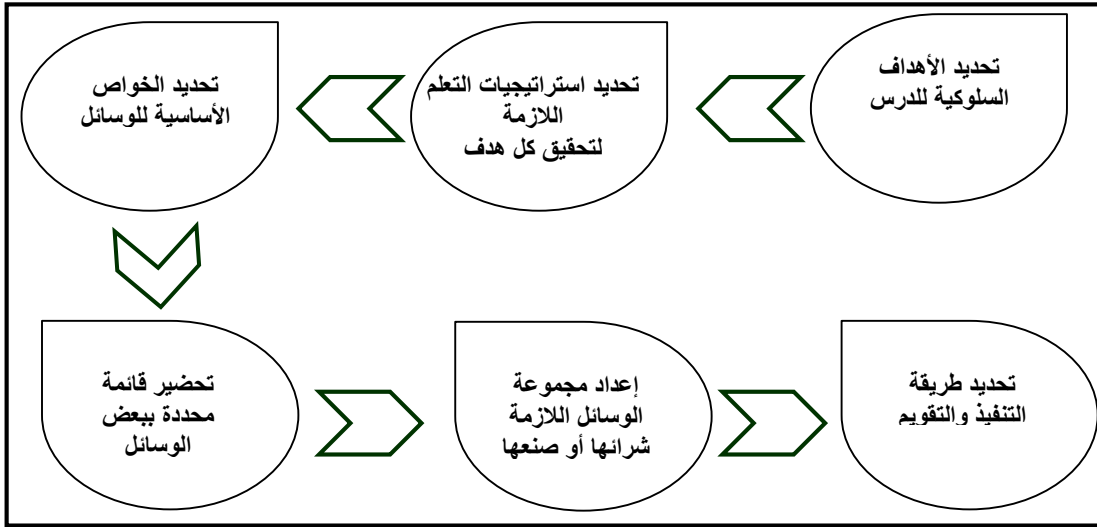 تحديد الأهداف
السلوكية للدرس
تحديد استراتيجيات التعلم
اللازمة
لتحقيق كل هدف
تحديد الخواص
الأساسية للوسائل
تحضير قائمة
محددة ببعض
الوسائل
إعداد مجموعة
الوسائل اللازمة
شرائها أو صنعها
تحديد طريقة
التنفيذ والتقويم